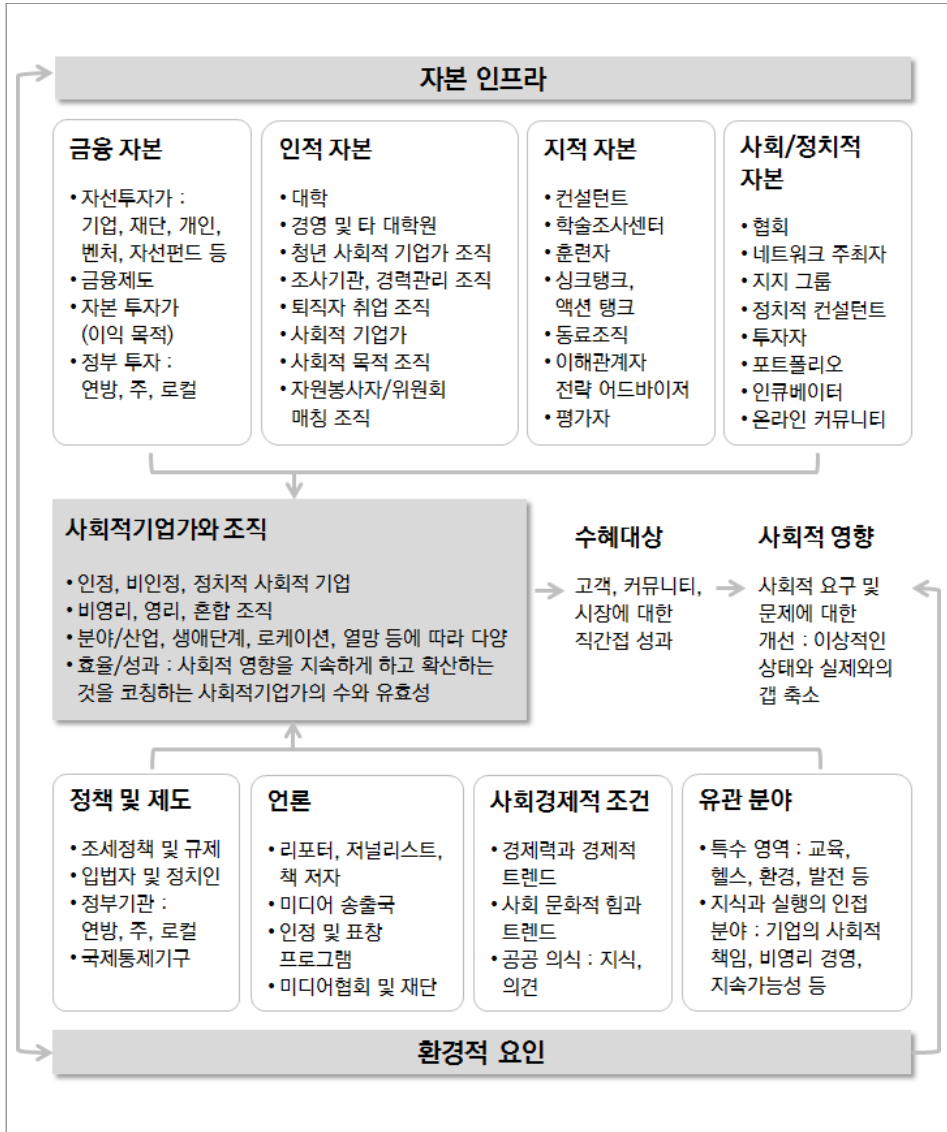 자본 인프라
금융 자본
• 자선투자가 :
기업, 재단, 개인,
벤처, 자선펀드 등
• 금융제도
• 자본 투자가
(이익 목적)
• 정부 투자 :
연방, 주, 로컬
인적 자본
• 대학
• 경영 및 타 대학원
• 청년 사회적 기업가 조직
• 조사기관, 경력관리 조직
• 퇴직자 취업 조직
• 사회적 기업가
• 사회적 목적 조직
• 자원봉사자/위원회
매칭 조직
지적 자본
• 컨설턴트
• 학술조사센터
• 훈련자
• 싱크탱크,
액션 탱크
• 동료조직
• 이해관계자
전략 어드바이저
• 평가자
사회/정치적
자본
• 협회
• 네트워크 주최자
• 지지 그룹
• 정치적 컨설턴트
• 투자자
• 포트폴리오
• 인큐베이터
• 온라인 커뮤니티
사회적기업가와 조직
• 인정, 비인정, 정치적 사회적 기업
• 비영리, 영리, 혼합 조직
• 분야/산업, 생애단계, 로케이션, 열망 등에 따라 다양
• 효율/성과 : 사회적 영향을 지속하게 하고 확산하는
것을 코칭하는 사회적기업가의 수와 유효성
수혜대상
고객, 커뮤니티,
시장에 대한
직간접 성과
사회적 영향
사회적 요구 및
문제에 대한
개선 : 이상적인
상태와 실제와의
갭 축소
정책 및 제도
• 조세정책 및 규제
• 입법자 및 정치인
• 정부기관 :
연방, 주, 로컬
• 국제통제기구
언론
• 리포터, 저널리스트,
책 저자
• 미디어 송출국
• 인정 및 표창
프로그램
• 미디어협회 및 재단
사회경제적 조건
• 경제력과 경제적
트렌드
• 사회 문화적 힘과
트렌드
• 공공 의식 : 지식,
의견
유관 분야
• 특수 영역 : 교육,
헬스, 환경, 발전 등
• 지식과 실행의 인접
분야 : 기업의 사회적
책임, 비영리 경영,
지속가능성 등
환경적 요인